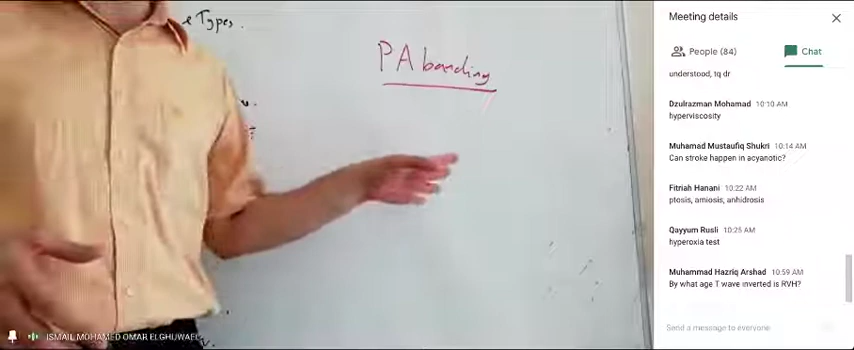 e Types.
PA banding
ISMAIL MOHAMED OMAR ELGHUWAEL
Meeting details
People (84)
Chat
understood, tq dr
Dzulrazman Mohamad 10:10 AM
hyperviscosity
Muhamad Mustaufiq Shukri 10:14 AM
Can stroke happen in acyanotic?
Fitriah Hanani 10:22 AM
ptosis, amiosis, anhidrosis
Qayyum Rusli 10:25 AM
hyperoxia test
Muhammad Hazriq Arshad 10:59 AM
By what age T wave inverted is RVH?
Send a message to everyone